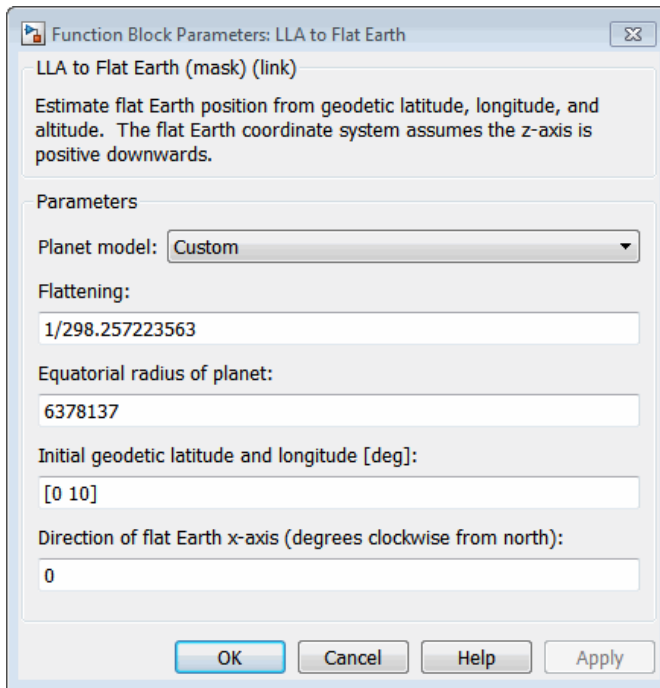 Function Block Parameters: LLA to Flat Earth
LLA to Flat Earth (mask) (link)
Estimate flat Earth position from geodetic latitude, longitude, and
altitude.  The flat Earth coordinate system assumes the z-axis is
positive downwards.
Parameters
Planet model: Custom
Flattening:
1/298.257223563
Equatorial radius of planet:
6378137
Initial geodetic latitude and longitude [deg]:
[0 10]
Direction of flat Earth x-axis (degrees clockwise from north):
0
OK Cancel Help Apply